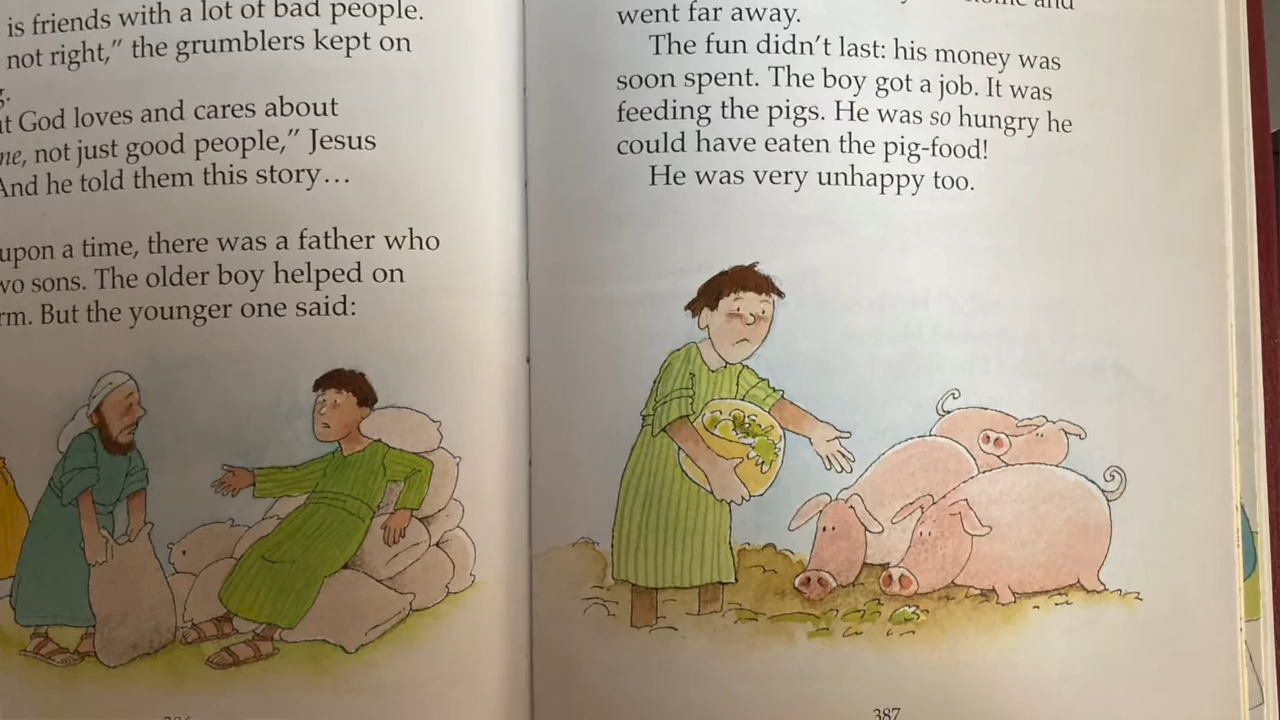 is friends with a lot of bad people.
not right,” the grumblers kept on
God loves and cares about
not just good people,” Jesus
And he told them this story…
upon a time, there was a father who
sons. The older boy helped on
But the younger one said:
and
went far away.
The fun didn’t last: his money was
soon spent. The boy got a job. It was
feeding the pigs. He was so hungry he
could have eaten the pig-food!
He was very unhappy too.
387